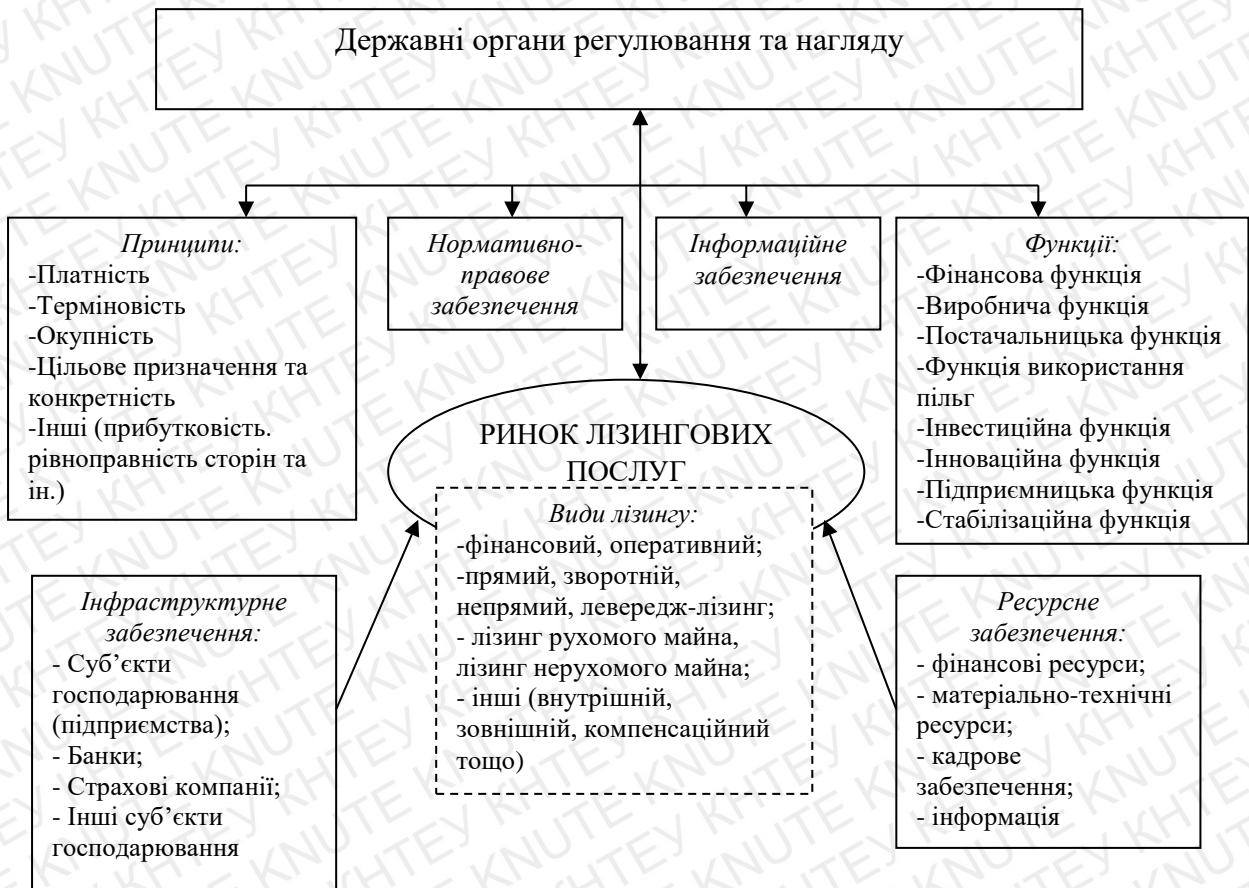 Державні органи регулювання та нагляду
Принципи:
-Платність
-Терміновість
-Окупність
-Цільове призначення та
конкретність
-Інші (прибутковість.
рівноправність сторін та
ін.)
Нормативно-
правове
забезпечення
Інформаційне
забезпечення
Функції:
-Фінансова функція
-Виробнича функція
-Постачальницька функція
-Функція використання
пільг
-Інвестиційна функція
-Інноваційна функція
-Підприємницька функція
-Стабілізаційна функція
РИНОК ЛІЗИНГОВИХ
ПОСЛУГ
Види лізингу:
-фінансовий, оперативний;
-прямий, зворотній,
непрямий, левередж-лізинг;
- лізинг рухомого майна,
лізинг нерухомого майна;
- інші (внутрішній,
зовнішній, компенсаційний
тощо)
Інфраструктурне
забезпечення:
- Суб’єкти
господарювання
(підприємства);
- Банки;
- Страхові компанії;
- Інші суб’єкти
господарювання
Ресурсне
забезпечення:
- фінансові ресурси;
- матеріально-технічні
ресурси;
- кадрове
забезпечення;
- інформація